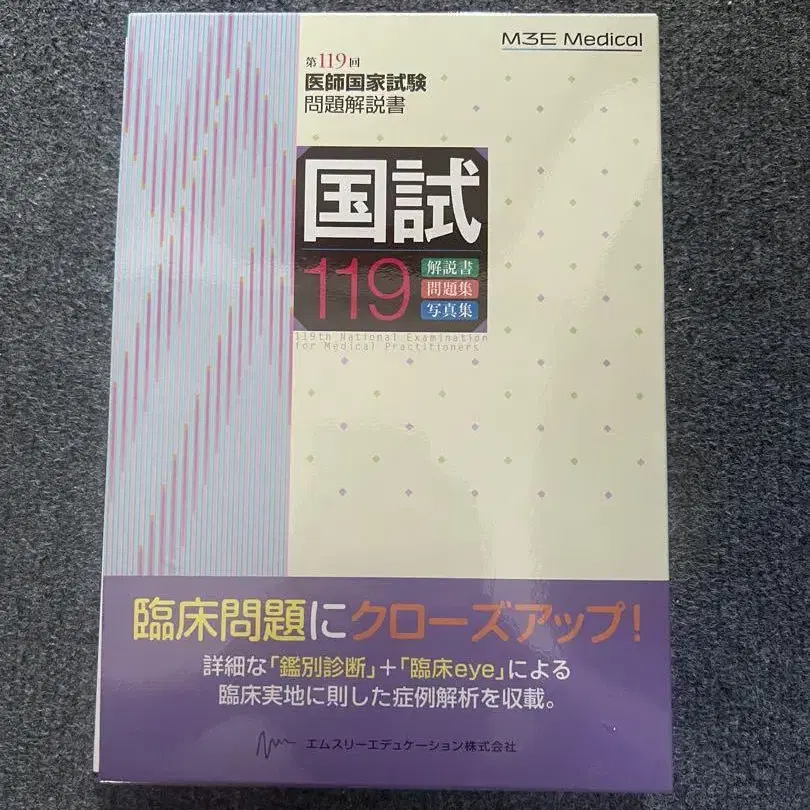 M3E Medical
第119回
医師国家試験
問題解説書
国試
119
解説書
問題集
写真集
119th National Examination
for Medical Practitioners
臨床問題にクローズアップ!
詳細な「鑑別診断」+「臨床eye」による
臨床実地に則した症例解析を収載。
エムスリーエデュケーション株式会社